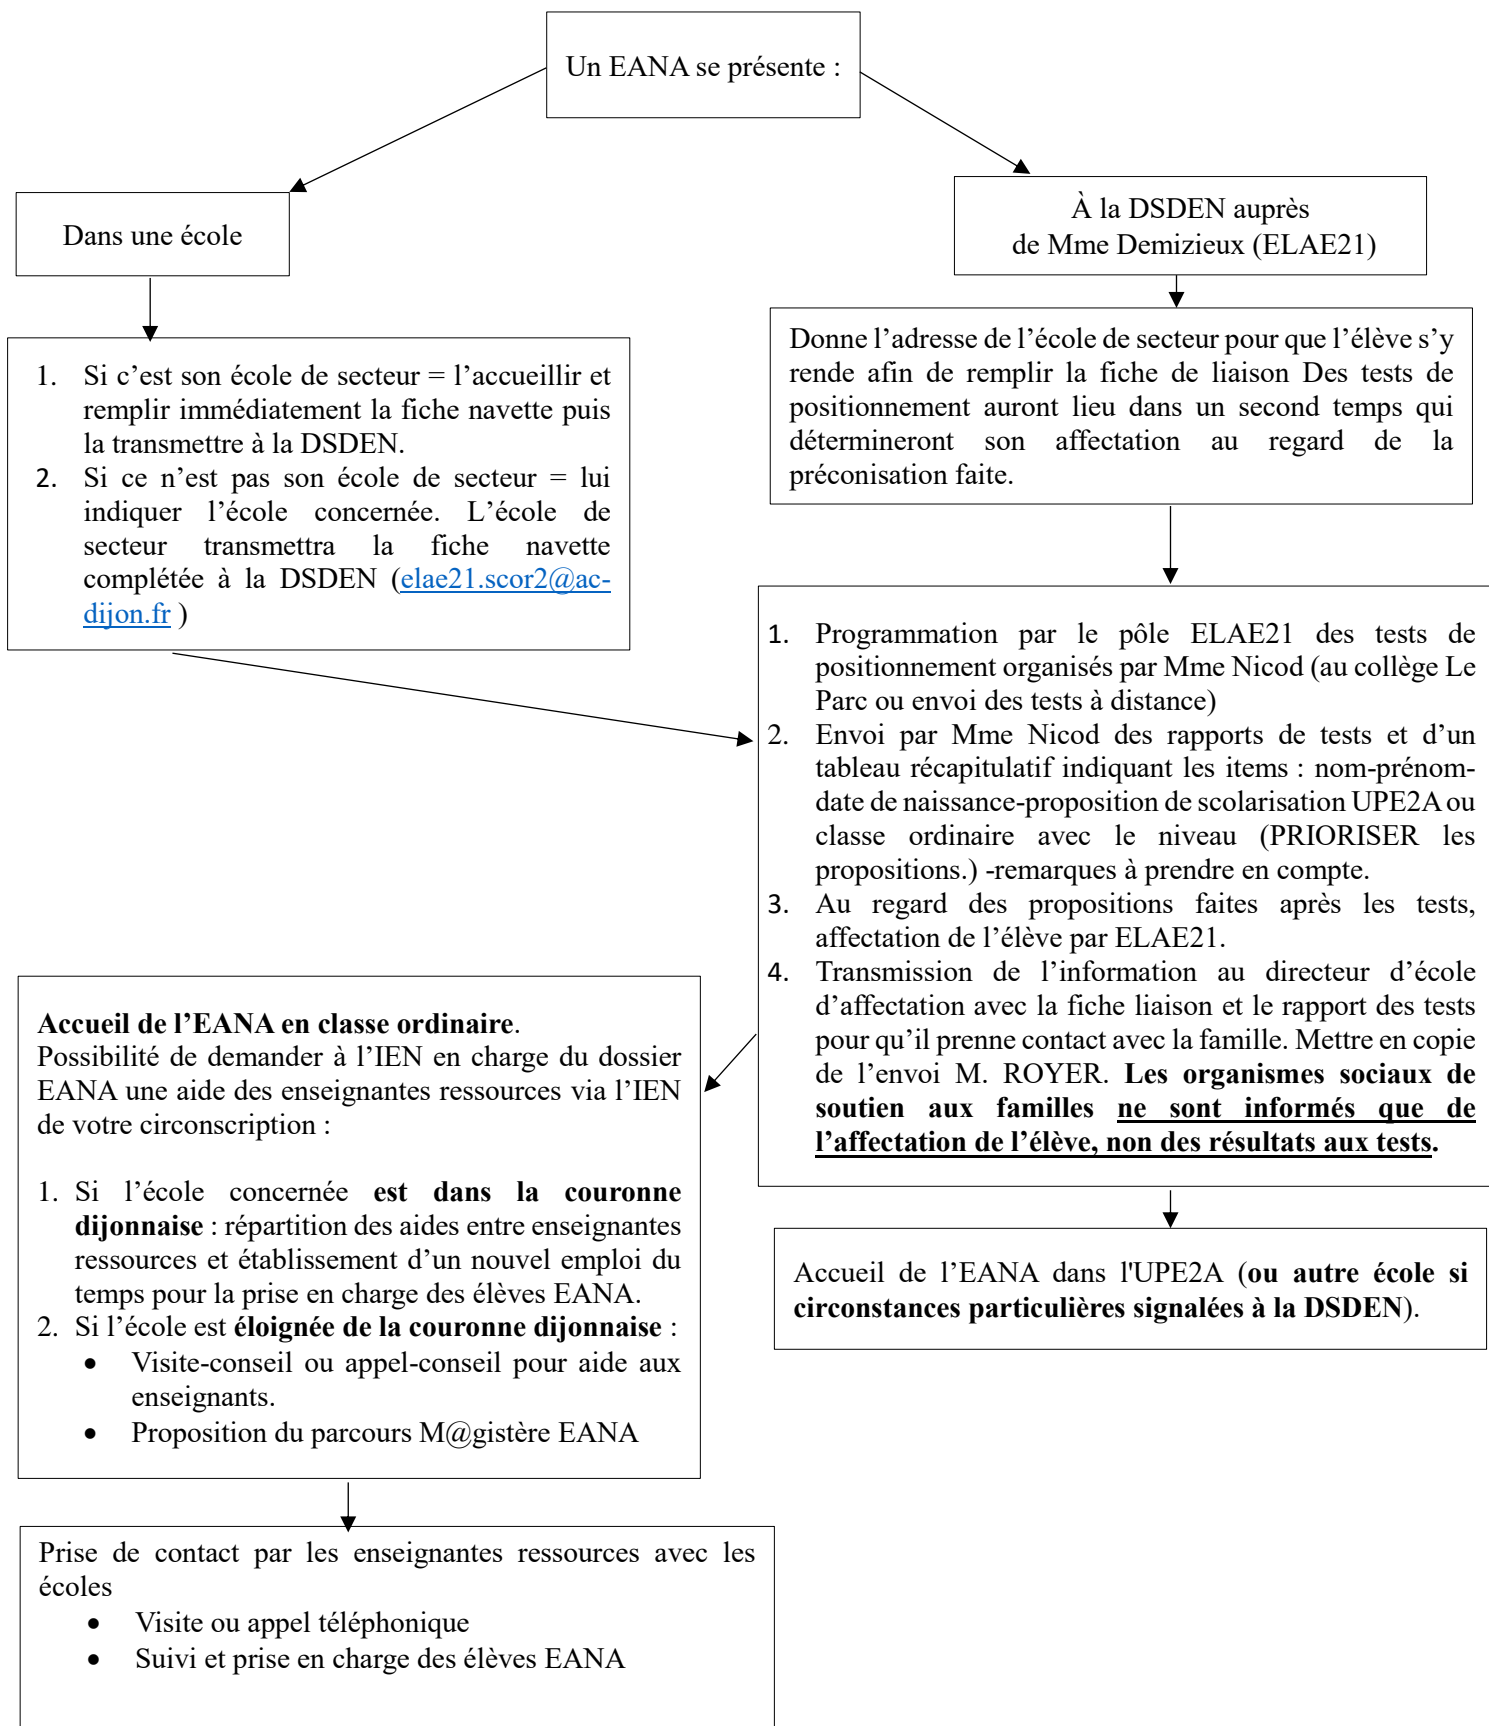 Un EANA se présente :
Dans une école
À la DSDEN auprès
de Mme Demizieux (ELAE21)
1. Si c’est son école de secteur = l’accueillir et
remplir immédiatement la fiche navette puis
la transmettre à la DSDEN.
2. Si ce n’est pas son école de secteur = lui
indiquer l’école concernée. L’école de
secteur transmettra la fiche navette
complétée à la DSDEN (elae21.scor2@ac-
dijon.fr )
Donne l’adresse de l’école de secteur pour que l’élève s’y
rende afin de remplir la fiche de liaison Des tests de
positionnement auront lieu dans un second temps qui
détermineront son affectation au regard de la
préconisation faite.
1. Programmation par le pôle ELAE21 des tests de
positionnement organisés par Mme Nicod (au collège Le
Parc ou envoi des tests à distance)
2. Envoi par Mme Nicod des rapports de tests et d’un
tableau récapitulatif indiquant les items : nom-prénom-
date de naissance-proposition de scolarisation UPE2A ou
classe ordinaire avec le niveau (PRIORISER les
propositions.) -remarques à prendre en compte.
3. Au regard des propositions faites après les tests,
affectation de l’élève par ELAE21.
4. Transmission de l’information au directeur d’école
d’affectation avec la fiche liaison et le rapport des tests
pour qu’il prenne contact avec la famille. Mettre en copie
de l’envoi M. ROYER. Les organismes sociaux de
soutien aux familles ne sont informés que de
l’affectation de l’élève, non des résultats aux tests.
Accueil de l’EANA en classe ordinaire.
Possibilité de demander à l’IEN en charge du dossier
EANA une aide des enseignantes ressources via l’IEN
de votre circonscription :
1. Si l’école concernée est dans la couronne
dijonnaise : répartition des aides entre enseignantes
ressources et établissement d’un nouvel emploi du
temps pour la prise en charge des élèves EANA.
2. Si l’école est éloignée de la couronne dijonnaise :
• Visite-conseil ou appel-conseil pour aide aux
enseignants.
• Proposition du parcours M@gistère EANA
Accueil de l’EANA dans l'UPE2A (ou autre école si
circonstances particulières signalées à la DSDEN).
Prise de contact par les enseignantes ressources avec les
écoles
• Visite ou appel téléphonique
• Suivi et prise en charge des élèves EANA